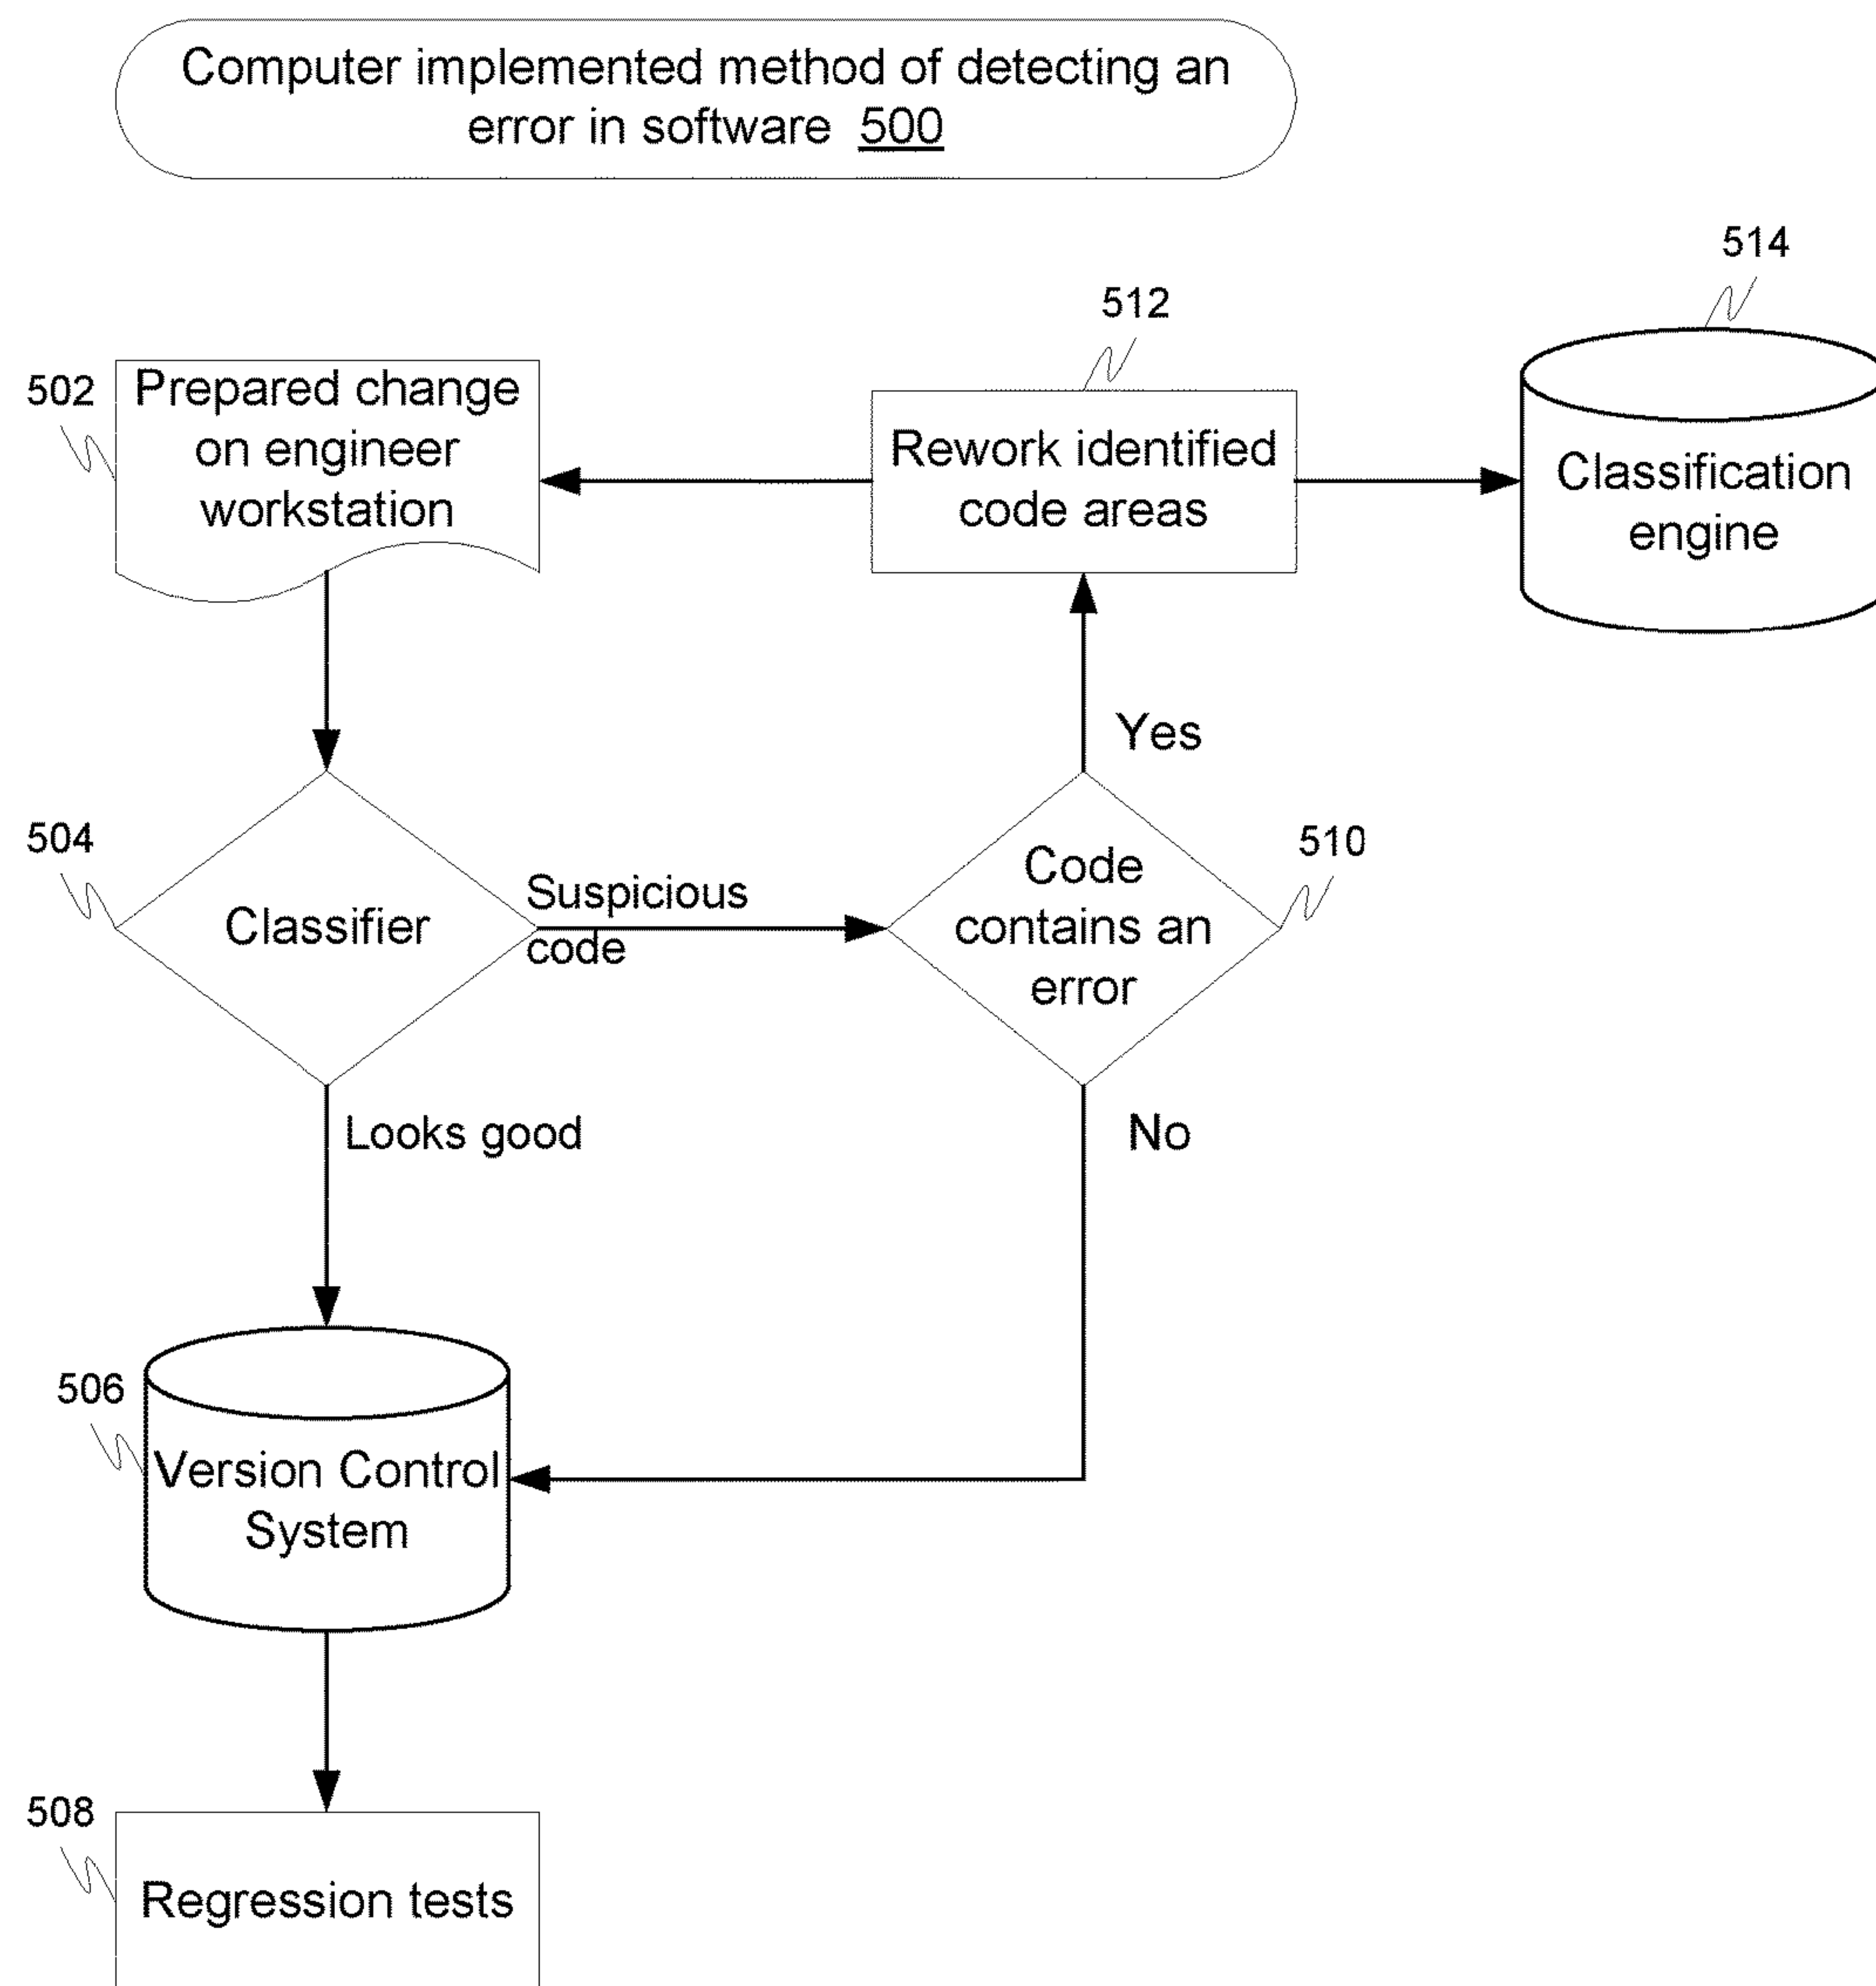 Computer implemented method of detecting an
error in software 500
514
512
502
Prepared change
on engineer
workstation
Rework identified
code areas
Classification
engine
Yes
504
Classifier
Suspicious
code
Code
contains an
error
510
Looks good
No
506
Version Control
System
508
Regression tests